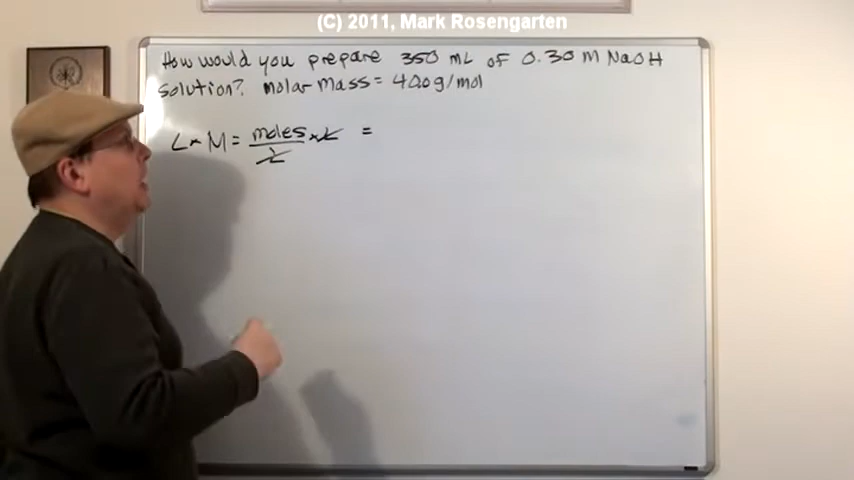 (C) 2011, Mark Rosengarten
How would you prepare 350 mL of 0.30 M NaOH
solution? molar mass = 40.0g/mol
L × M = moles/L × L =